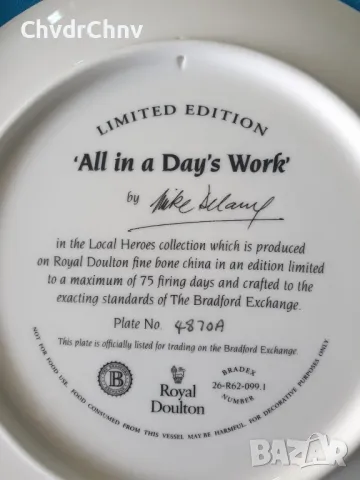 ChvdrChnv
LIMITED EDITION
'All in a Day's Work'
by Mike Delaney
in the Local Heroes collection which is produced
on Royal Doulton fine bone china in an edition limited
to a maximum of 75 firing days and crafted to the
exacting standards of The Bradford Exchange.
Plate No. 4870A
This plate is officially listed for trading on the Bradford Exchange.
B
Royal
Doulton
BRADEX
26-R62-099.1
NUMBER
NOT FOR FOOD USE. FOOD CONSUMED FROM THIS VESSEL MAY BE HARMFUL. FOR DECORATIVE PURPOSES ONLY
bazar